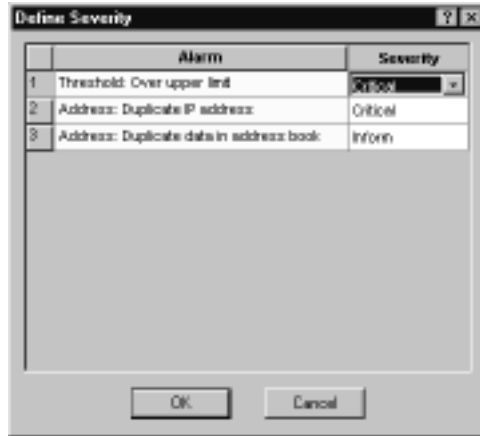 Define Severity
Alarm Severity
1 Threshold: Over upper limit Critical
2 Address: Duplicate IP address Critical
3 Address: Duplicate data in address book Inform
OK Cancel